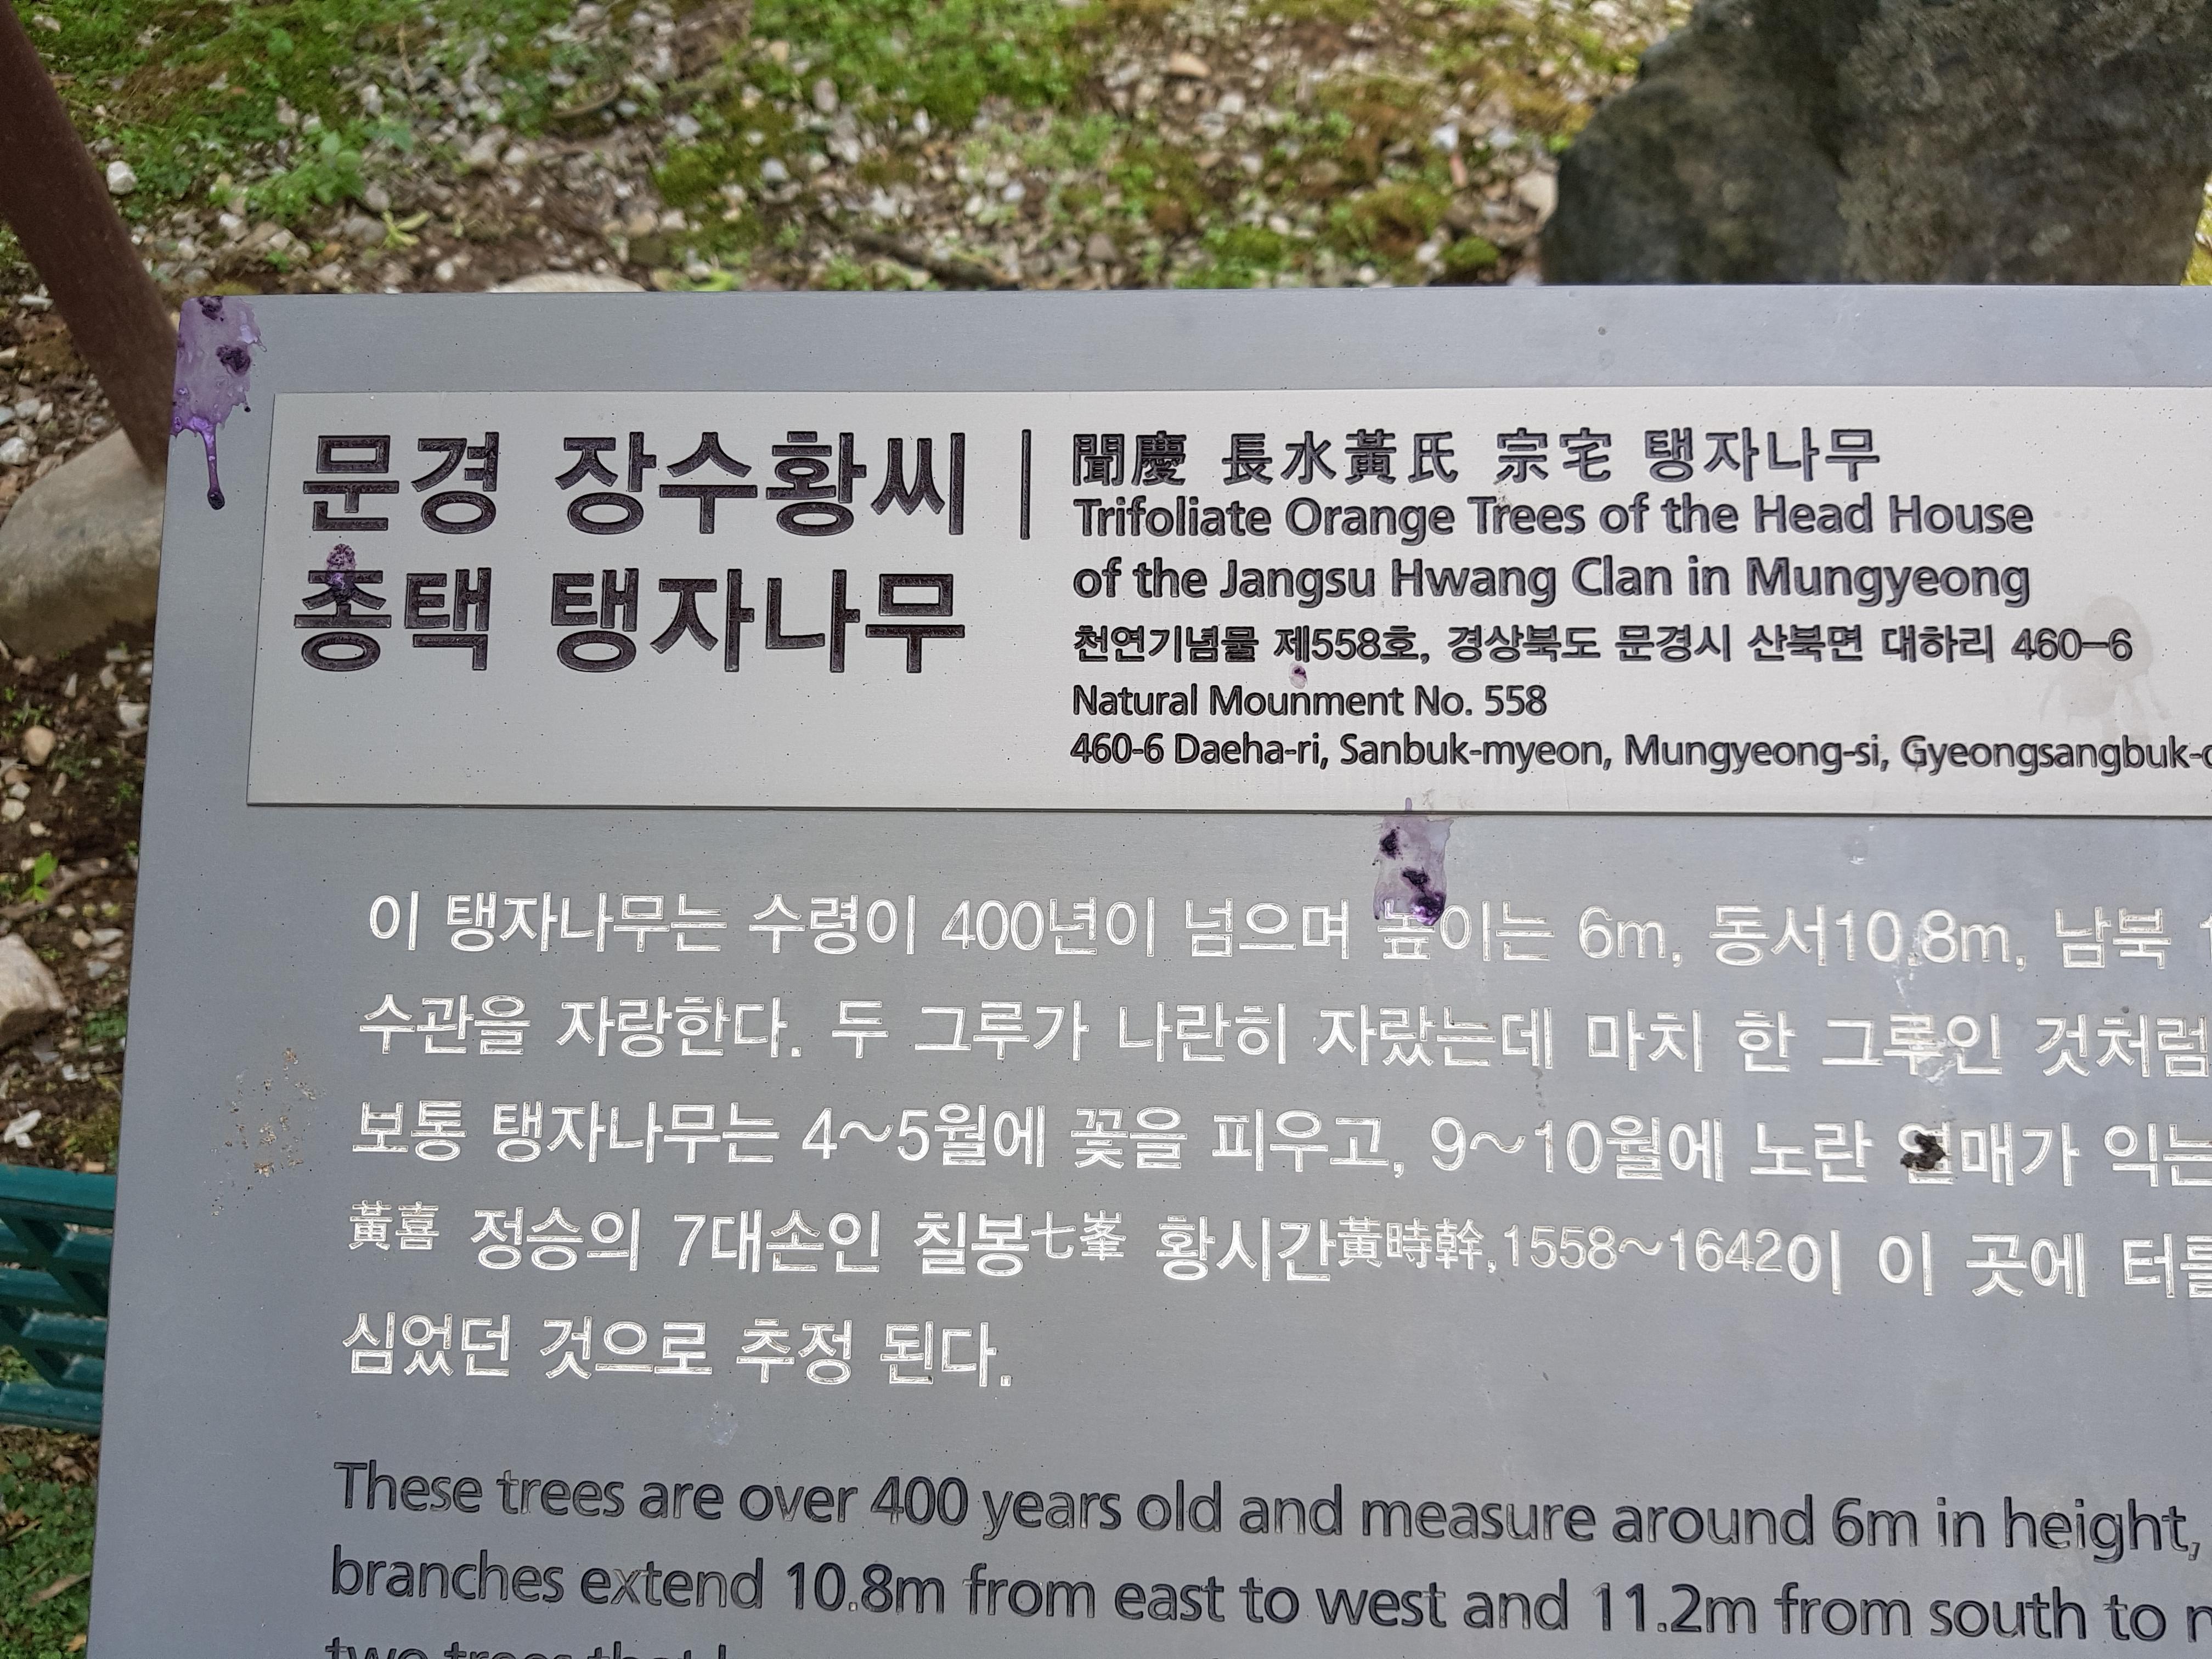 문경 장수황씨
종택 탱자나무
聞慶 長水黃氏 宗宅 탱자나무
Trifoliate Orange Trees of the Head House
of the Jangsu Hwang Clan in Mungyeong
천연기념물 제558호, 경상북도 문경시 산북면 대하리 460-6
Natural Mounment No. 558
460-6 Daeha-ri, Sanbuk-myeon, Mungyeong-si,
이 탱자나무는 수령이 400년이 넘으며 높이는 6m, 동서10.8m, 남북
수관을 자랑한다. 두 그루가 나란히 자랐는데 마치 한 그루인 것처럼
보통 탱자나무는 4~5월에 꽃을 피우고, 9~10월에 노란 열매가 익는
黃喜 정승의 7대손인 칠봉七峯 황시간黃時幹,1558~1642이 이 곳에 터를
심었던 것으로 추정 된다.
These trees are over 400 years old and measure around 6m in height,
branches extend 10.8m from east to west and 11.2m from south to
two trees that